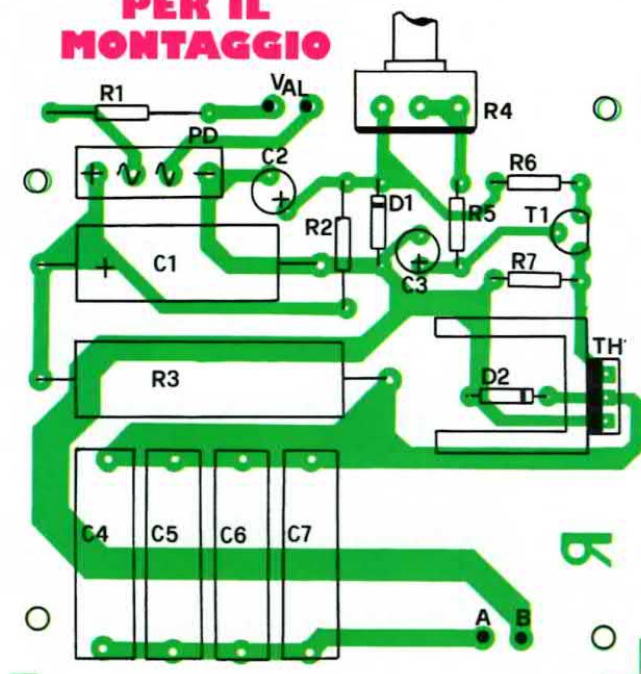 PER IL
MONTAGGIO
R1
VAL
R4
PD
C2
+
~
~
-
R6
+
D1
R2
R5
T1
C1
+
C3
R7
TH
R3
D2
C4
C5
C6
C7
A
B